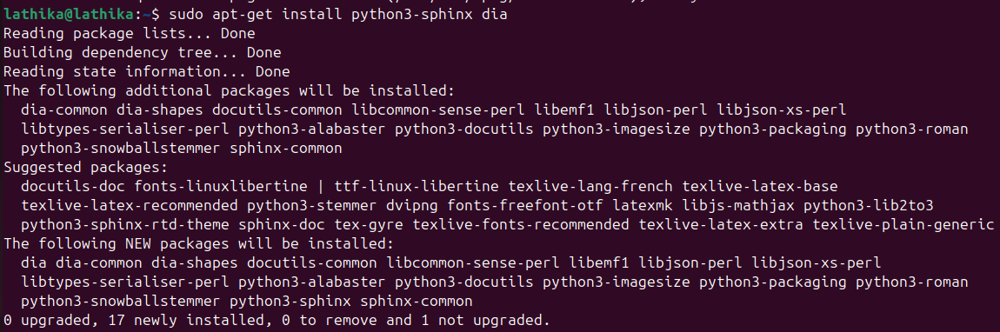 lathika@lathika:~$ sudo apt-get install python3-sphinx dia
Reading package lists... Done
Building dependency tree... Done
Reading state information... Done
The following additional packages will be installed:
  dia-common dia-shapes docutils-common libcommon-sense-perl libemf1 libjson-perl libjson-xs-perl
  libtypes-serialiser-perl python3-alabaster python3-docutils python3-imagesize python3-packaging python3-roman
  python3-snowballstemmer sphinx-common
Suggested packages:
  docutils-doc fonts-linuxlibertine | ttf-linux-libertine texlive-lang-french texlive-latex-base
  texlive-latex-recommended python3-stemmer dvipng fonts-freefont-otf latexmk libjs-mathjax python3-lib2to3
  python3-sphinx-rtd-theme sphinx-doc tex-gyre texlive-fonts-recommended texlive-latex-extra texlive-plain-generic
The following NEW packages will be installed:
  dia dia-common dia-shapes docutils-common libcommon-sense-perl libemf1 libjson-perl libjson-xs-perl
  libtypes-serialiser-perl python3-alabaster python3-docutils python3-imagesize python3-packaging python3-roman
  python3-snowballstemmer python3-sphinx sphinx-common
0 upgraded, 17 newly installed, 0 to remove and 1 not upgraded.